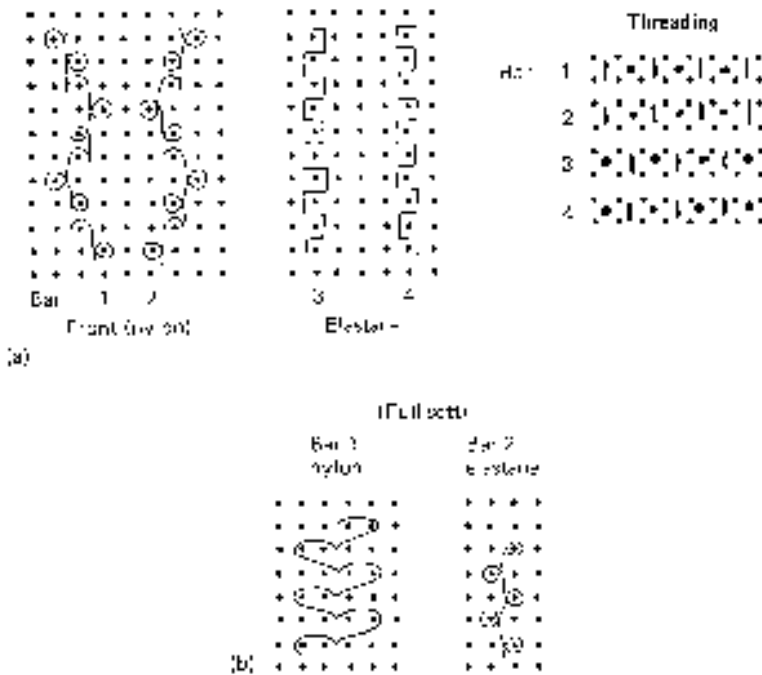 Threading
Bar 1
2
3
4
Bar 1 2
Front (nylon)
3 4
Elastane
(a)
(Full sett)
Bar 1
nylon
Bar 2
elastane
(b)